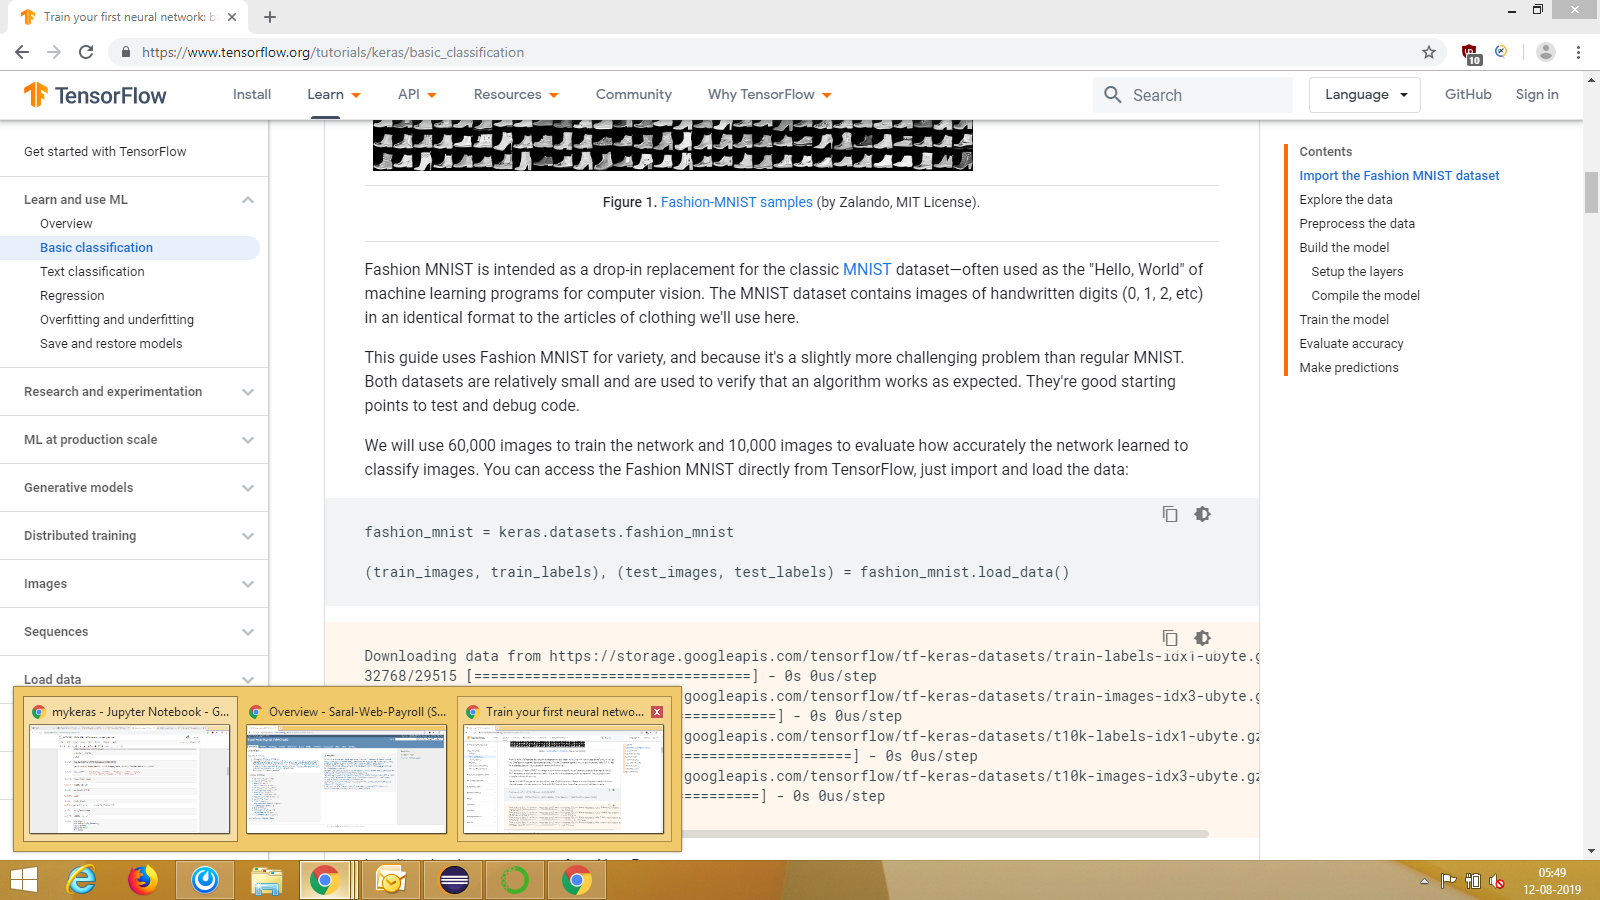 Train your first neural network: b
https://www.tensorflow.org/tutorials/keras/basic_classification
10
TensorFlow
Install
Learn
API
Resources
Community
Why TensorFlow
Search
Language
GitHub
Sign in
Get started with TensorFlow
Learn and use ML
Overview
Basic classification
Text classification
Regression
Overfitting and underfitting
Save and restore models
Research and experimentation
ML at production scale
Generative models
Distributed training
Images
Sequences
Load data
Figure 1. Fashion-MNIST samples (by Zalando, MIT License).
Fashion MNIST is intended as a drop-in replacement for the classic MNIST dataset—often used as the "Hello, World" of
machine learning programs for computer vision. The MNIST dataset contains images of handwritten digits (0, 1, 2, etc)
in an identical format to the articles of clothing we'll use here.
This guide uses Fashion MNIST for variety, and because it's a slightly more challenging problem than regular MNIST.
Both datasets are relatively small and are used to verify that an algorithm works as expected. They're good starting
points to test and debug code.
We will use 60,000 images to train the network and 10,000 images to evaluate how accurately the network learned to
classify images. You can access the Fashion MNIST directly from TensorFlow, just import and load the data:
fashion_mnist = keras.datasets.fashion_mnist
(train_images, train_labels), (test_images, test_labels) = fashion_mnist.load_data()
Downloading data from https://storage.googleapis.com/tensorflow/tf-keras-datasets/train-labels-idx1-ubyte.g
32768/29515 [=================================] - 0s 0us/step
googleapis.com/tensorflow/tf-keras-datasets/train-images-idx3-ubyte.g
===========] - 0s 0us/step
googleapis.com/tensorflow/tf-keras-datasets/t10k-labels-idx1-ubyte.gz
====================] - 0s 0us/step
googleapis.com/tensorflow/tf-keras-datasets/t10k-images-idx3-ubyte.gz
=========] - 0s 0us/step
Contents
Import the Fashion MNIST dataset
Explore the data
Preprocess the data
Build the model
Setup the layers
Compile the model
Train the model
Evaluate accuracy
Make predictions
mykeras - Jupyter Notebook - G...
Overview - Saral-Web-Payroll (S...
Train your first neural netwo...
05:49
12-08-2019